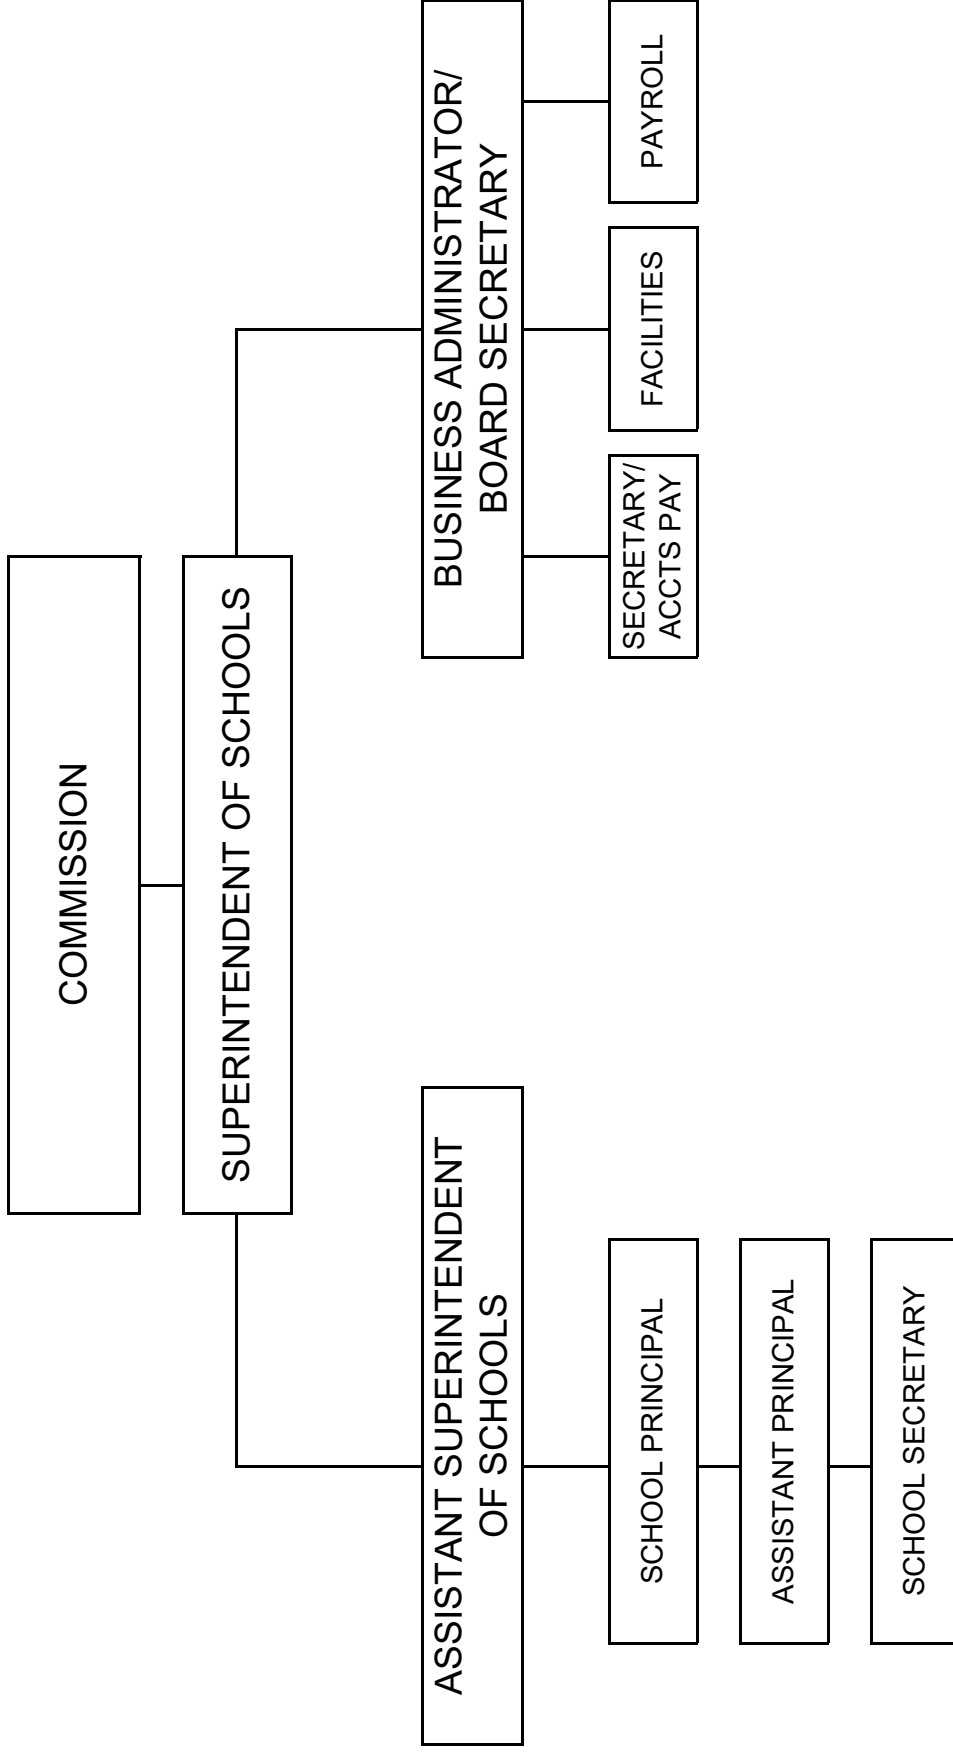 COMMISSION
SUPERINTENDENT OF SCHOOLS
ASSISTANT SUPERINTENDENT
OF SCHOOLS
BUSINESS ADMINISTRATOR/
BOARD SECRETARY
SCHOOL PRINCIPAL
SECRETARY/
ACCTS PAY
FACILITIES
PAYROLL
ASSISTANT PRINCIPAL
SCHOOL SECRETARY